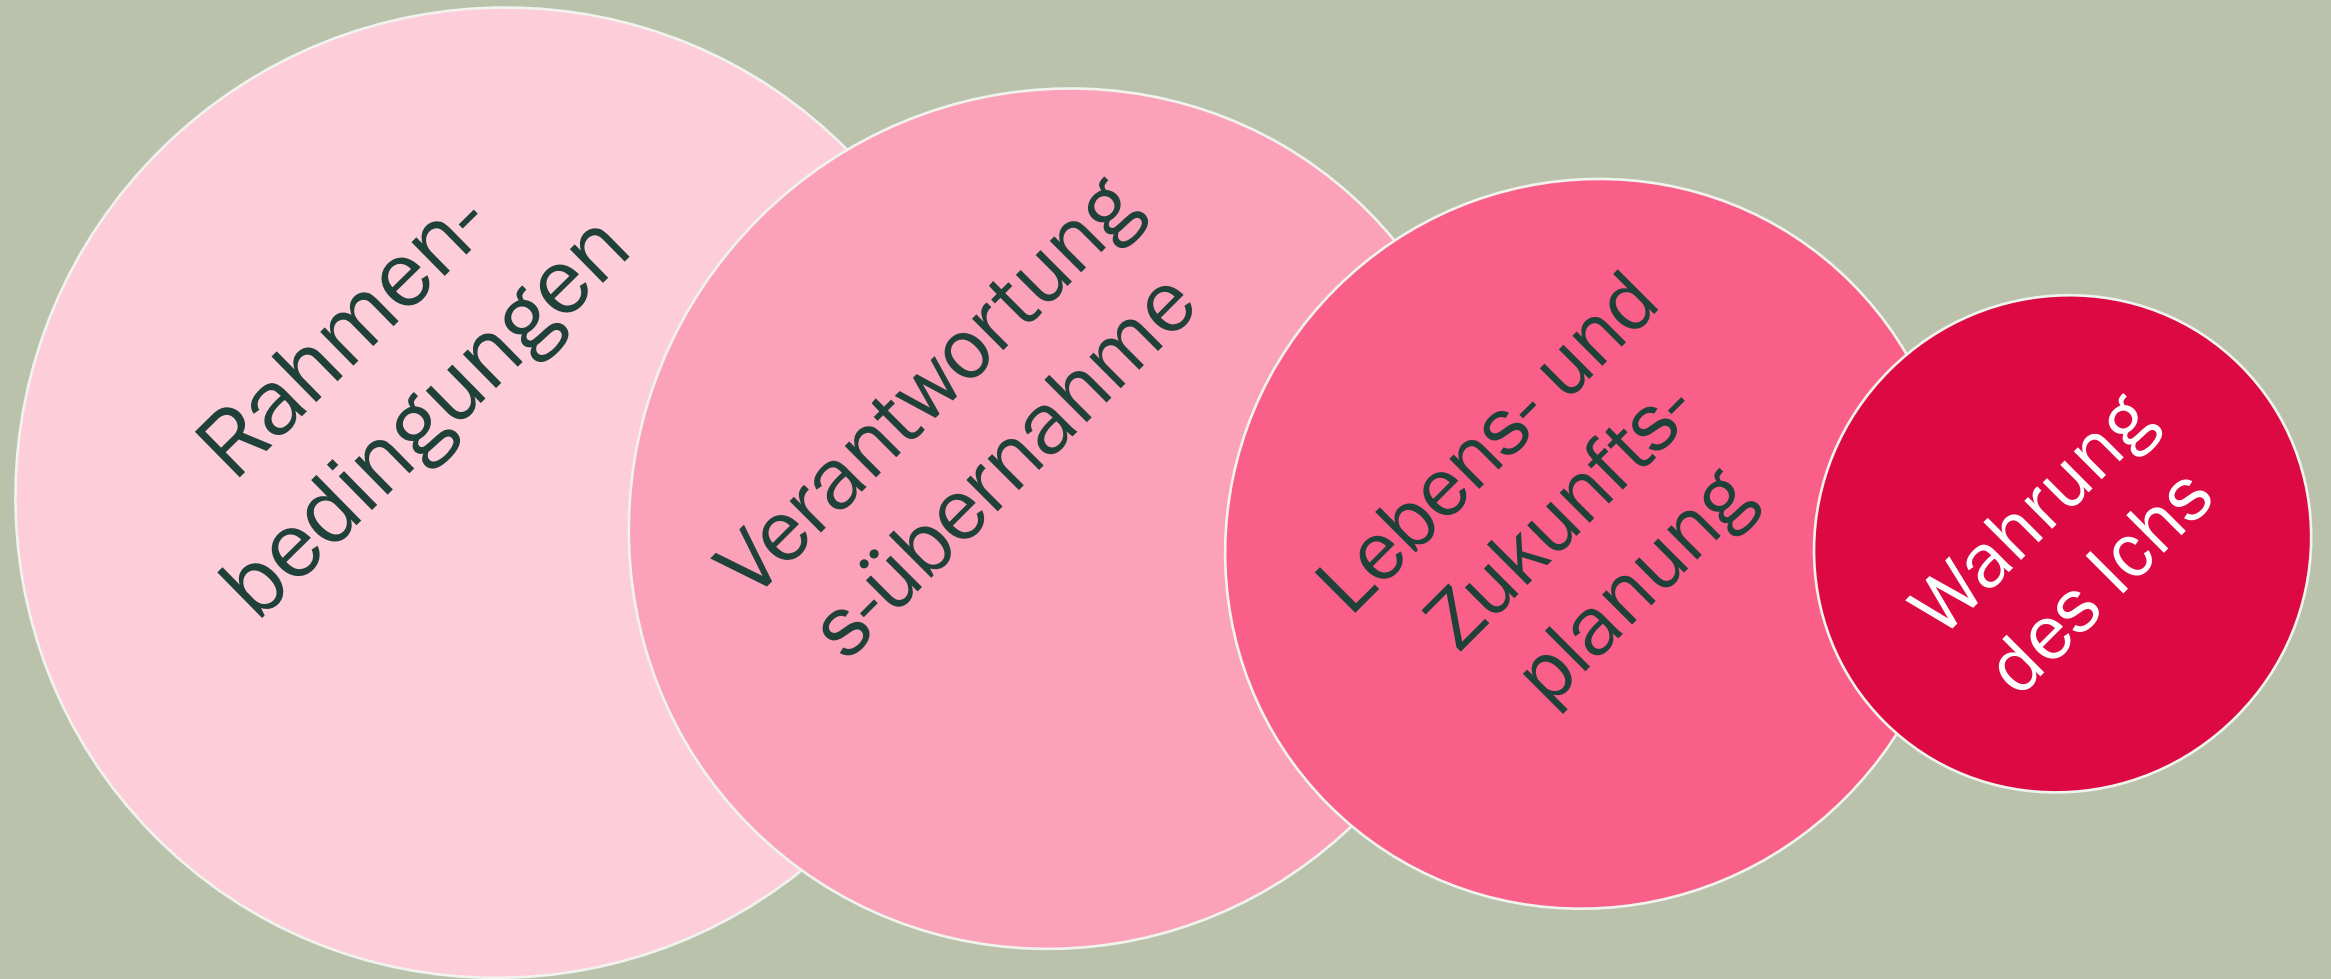 Rahmen-
bedingungen
Verantwortung
s-übernahme
Lebens- und
Zukunfts-
planung
Wahrung
des Ichs